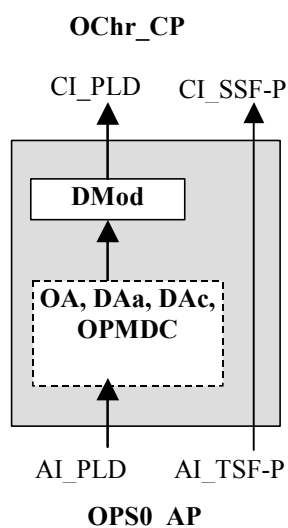 OChr_CP
CI_PLD CI_SSF-P
DMod
OA, DAa, DAc,
OPMDC
AI_PLD AI_TSF-P
OPS0_AP